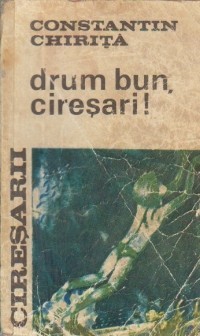 CONSTANTIN
CHIRIȚĂ
drum bun,
cireșari!
CIREȘARII